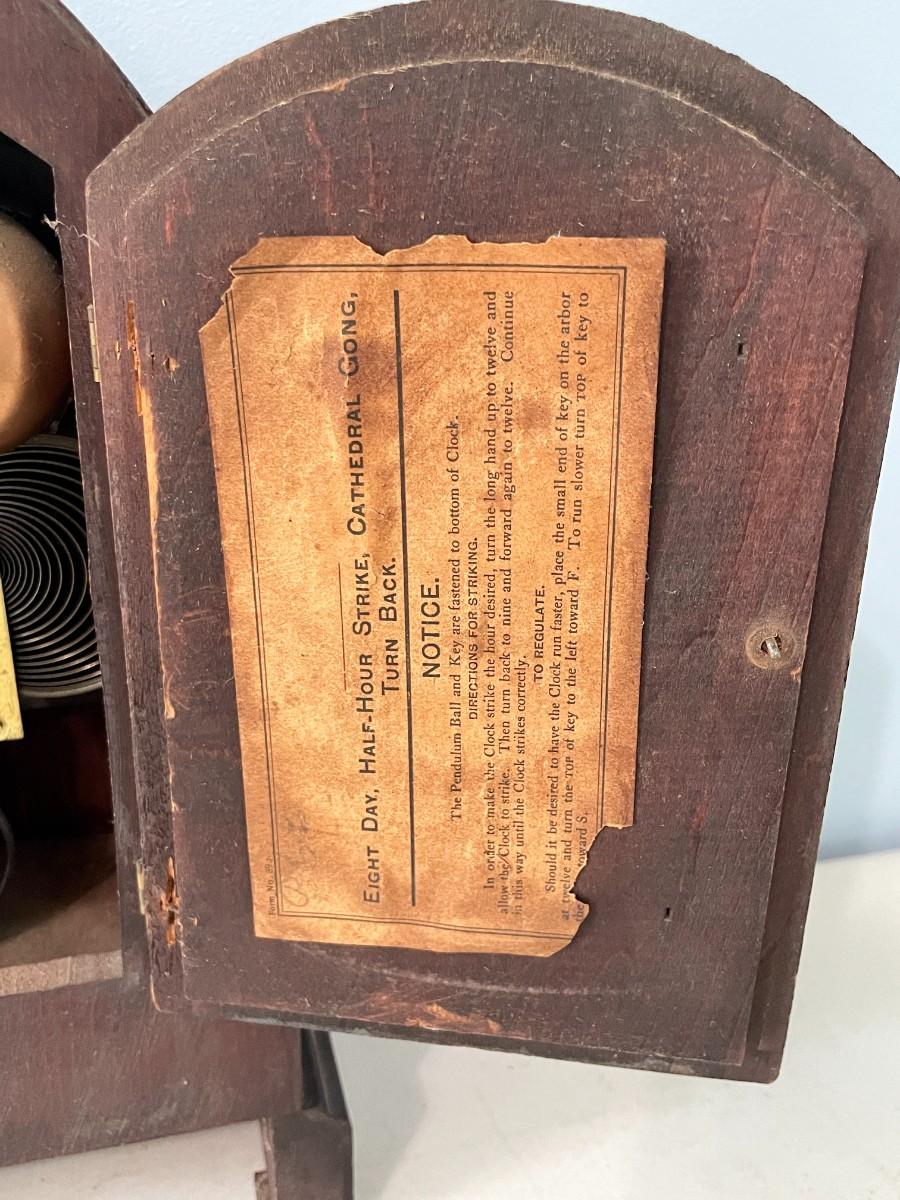 Form No.
EIGHT DAY, HALF-HOUR STRIKE, CATHEDRAL GONG,
TURN BACK.
NOTICE.
The Pendulum Ball and Key are fastened to bottom of Clock.
DIRECTIONS FOR STRIKING.
In order to make the Clock strike the hour desired, turn the long hand up to twelve and
allow the Clock to strike. Then turn back to nine and forward again to twelve. Continue
in this way until the Clock strikes correctly.
TO REGULATE.
Should it be desired to have the Clock run faster, place the small end of key on the arbor
at twelve and turn the TOP of key to the left toward F. To run slower turn TOP of key to
the toward S.